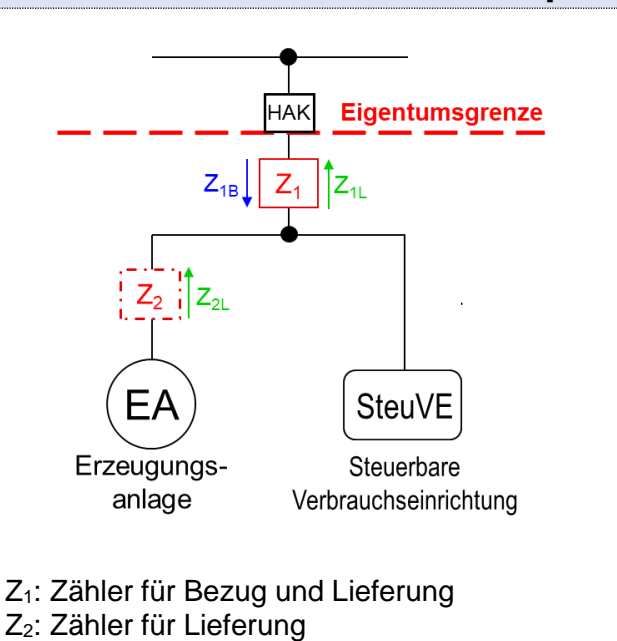 HAK Eigentumsgrenze
Z1B Z1 Z1L
Z2 Z2L
EA SteuVE
Erzeugungs- Steuerbare
anlage Verbrauchseinrichtung
Z1: Zähler für Bezug und Lieferung
Z2: Zähler für Lieferung